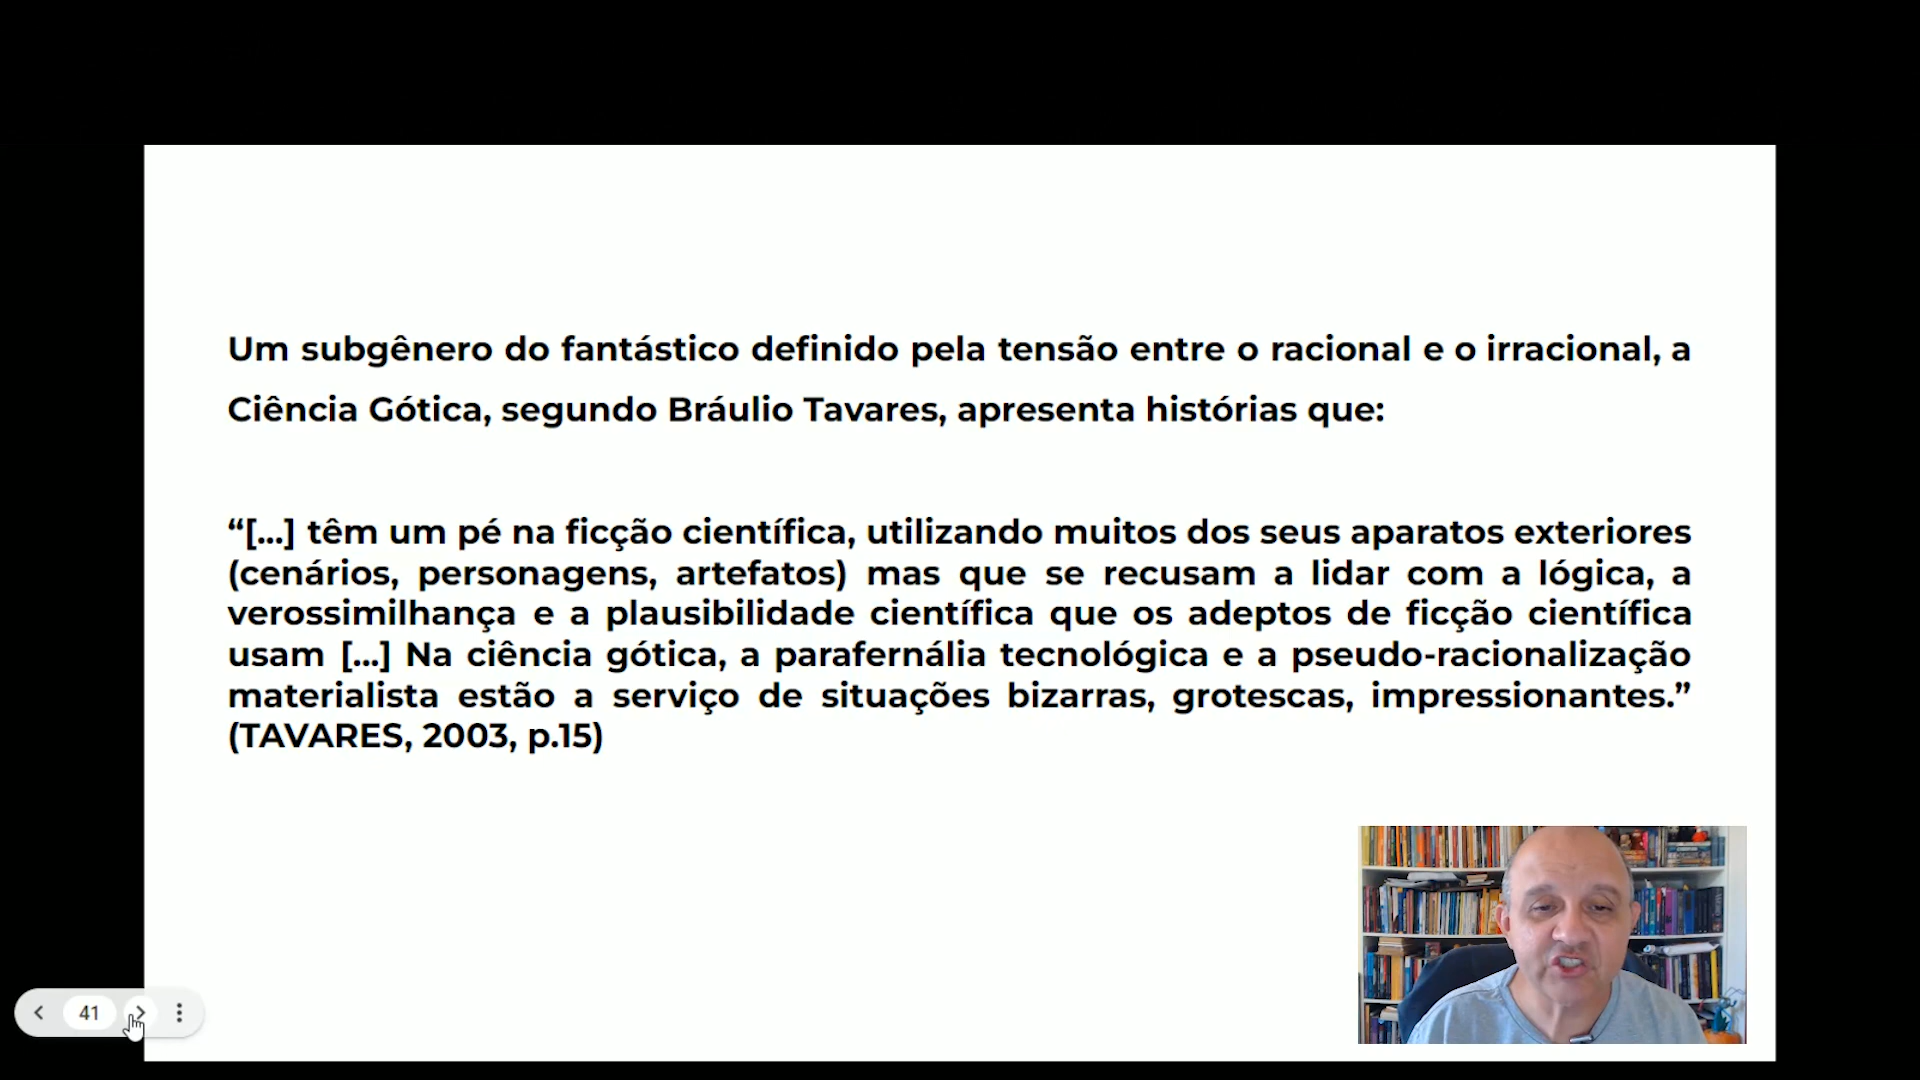 Um subgênero do fantástico definido pela tensão entre o racional e o irracional, a
Ciência Gótica, segundo Bráulio Tavares, apresenta histórias que:
“[...] têm um pé na ficção científica, utilizando muitos dos seus aparatos exteriores
(cenários, personagens, artefatos) mas que se recusam a lidar com a lógica, a
verossimilhança e a plausibilidade científica que os adeptos de ficção científica
usam [...] Na ciência gótica, a parafernália tecnológica e a pseudo-racionalização
materialista estão a serviço de situações bizarras, grotescas, impressionantes.”
(TAVARES, 2003, p.15)
41